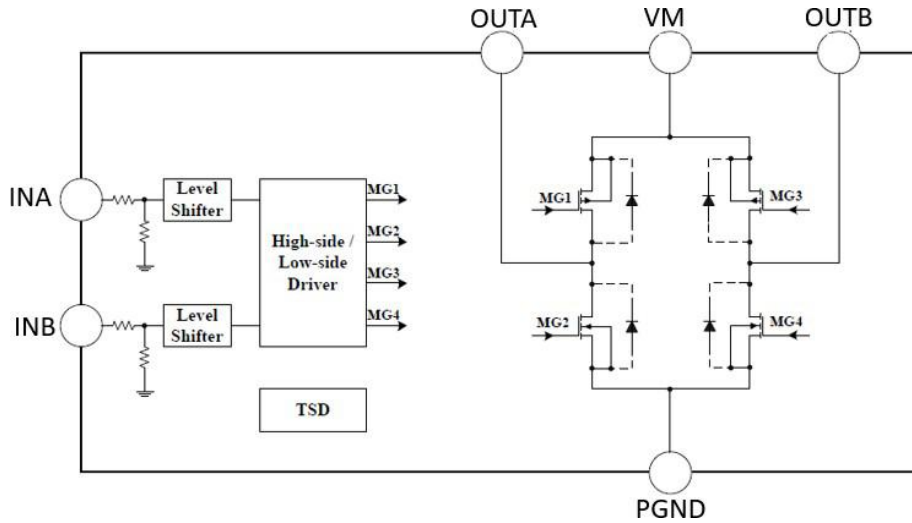 OUTA VM OUTB
INA
Level
Shifter
MG1
MG2
MG3
MG4
High-side /
Low-side
Driver
INB
Level
Shifter
TSD
MG1
MG3
MG2
MG4
PGND